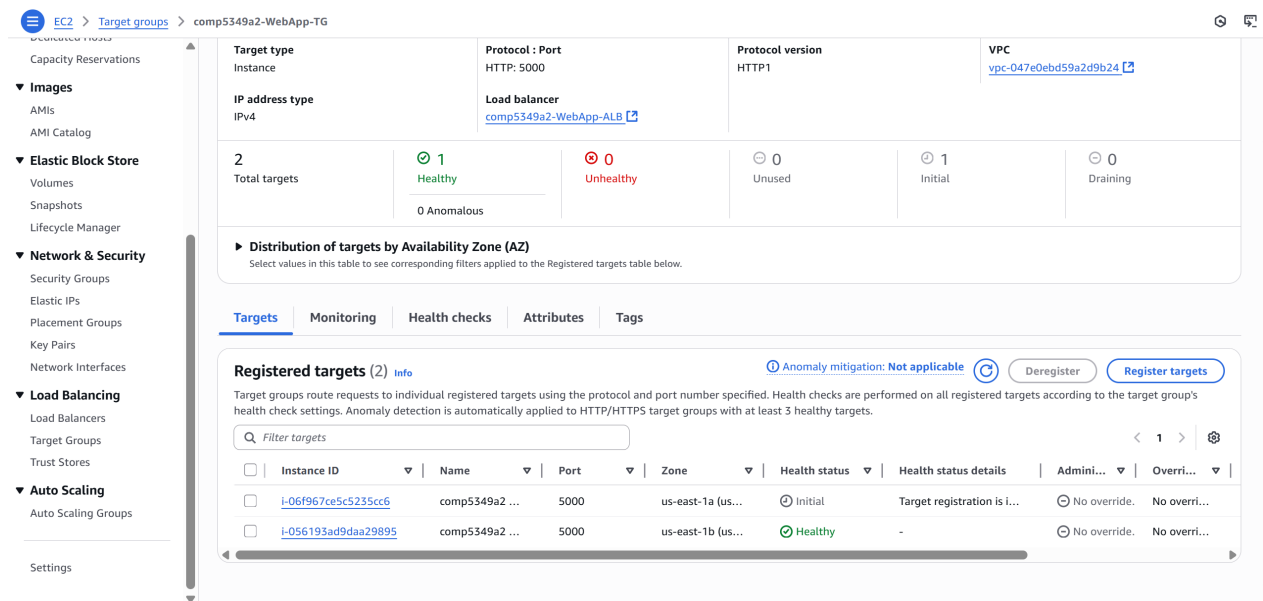 EC2 > Target groups > comp5349a2-WebApp-TG
Dedicated Hosts
Capacity Reservations
Images
AMIs
AMI Catalog
Elastic Block Store
Volumes
Snapshots
Lifecycle Manager
Network & Security
Security Groups
Elastic IPs
Placement Groups
Key Pairs
Network Interfaces
Load Balancing
Load Balancers
Target Groups
Trust Stores
Auto Scaling
Auto Scaling Groups
Settings
Target type
Instance
Protocol : Port
HTTP: 5000
Protocol version
HTTP1
VPC
vpc-047e0ebd59a2d9b24
IP address type
IPv4
Load balancer
comp5349a2-WebApp-ALB
2
Total targets
1
Healthy
0 Anomalous
0
Unhealthy
0
Unused
1
Initial
0
Draining
Distribution of targets by Availability Zone (AZ)
Select values in this table to see corresponding filters applied to the Registered targets table below.
Targets Monitoring Health checks Attributes Tags
Registered targets (2) Info Anomaly mitigation: Not applicable Deregister Register targets
Target groups route requests to individual registered targets using the protocol and port number specified. Health checks are performed on all registered targets according to the target group's
health check settings. Anomaly detection is automatically applied to HTTP/HTTPS target groups with at least 3 healthy targets.
Filter targets 1
Instance ID Name Port Zone Health status Health status details Admini... Overri...
i-06f967ce5c5235cc6 comp5349a2 ... 5000 us-east-1a (us... Initial Target registration is i... No override. No overri...
i-056193ad9daa29895 comp5349a2 ... 5000 us-east-1b (us... Healthy - No override. No overri...